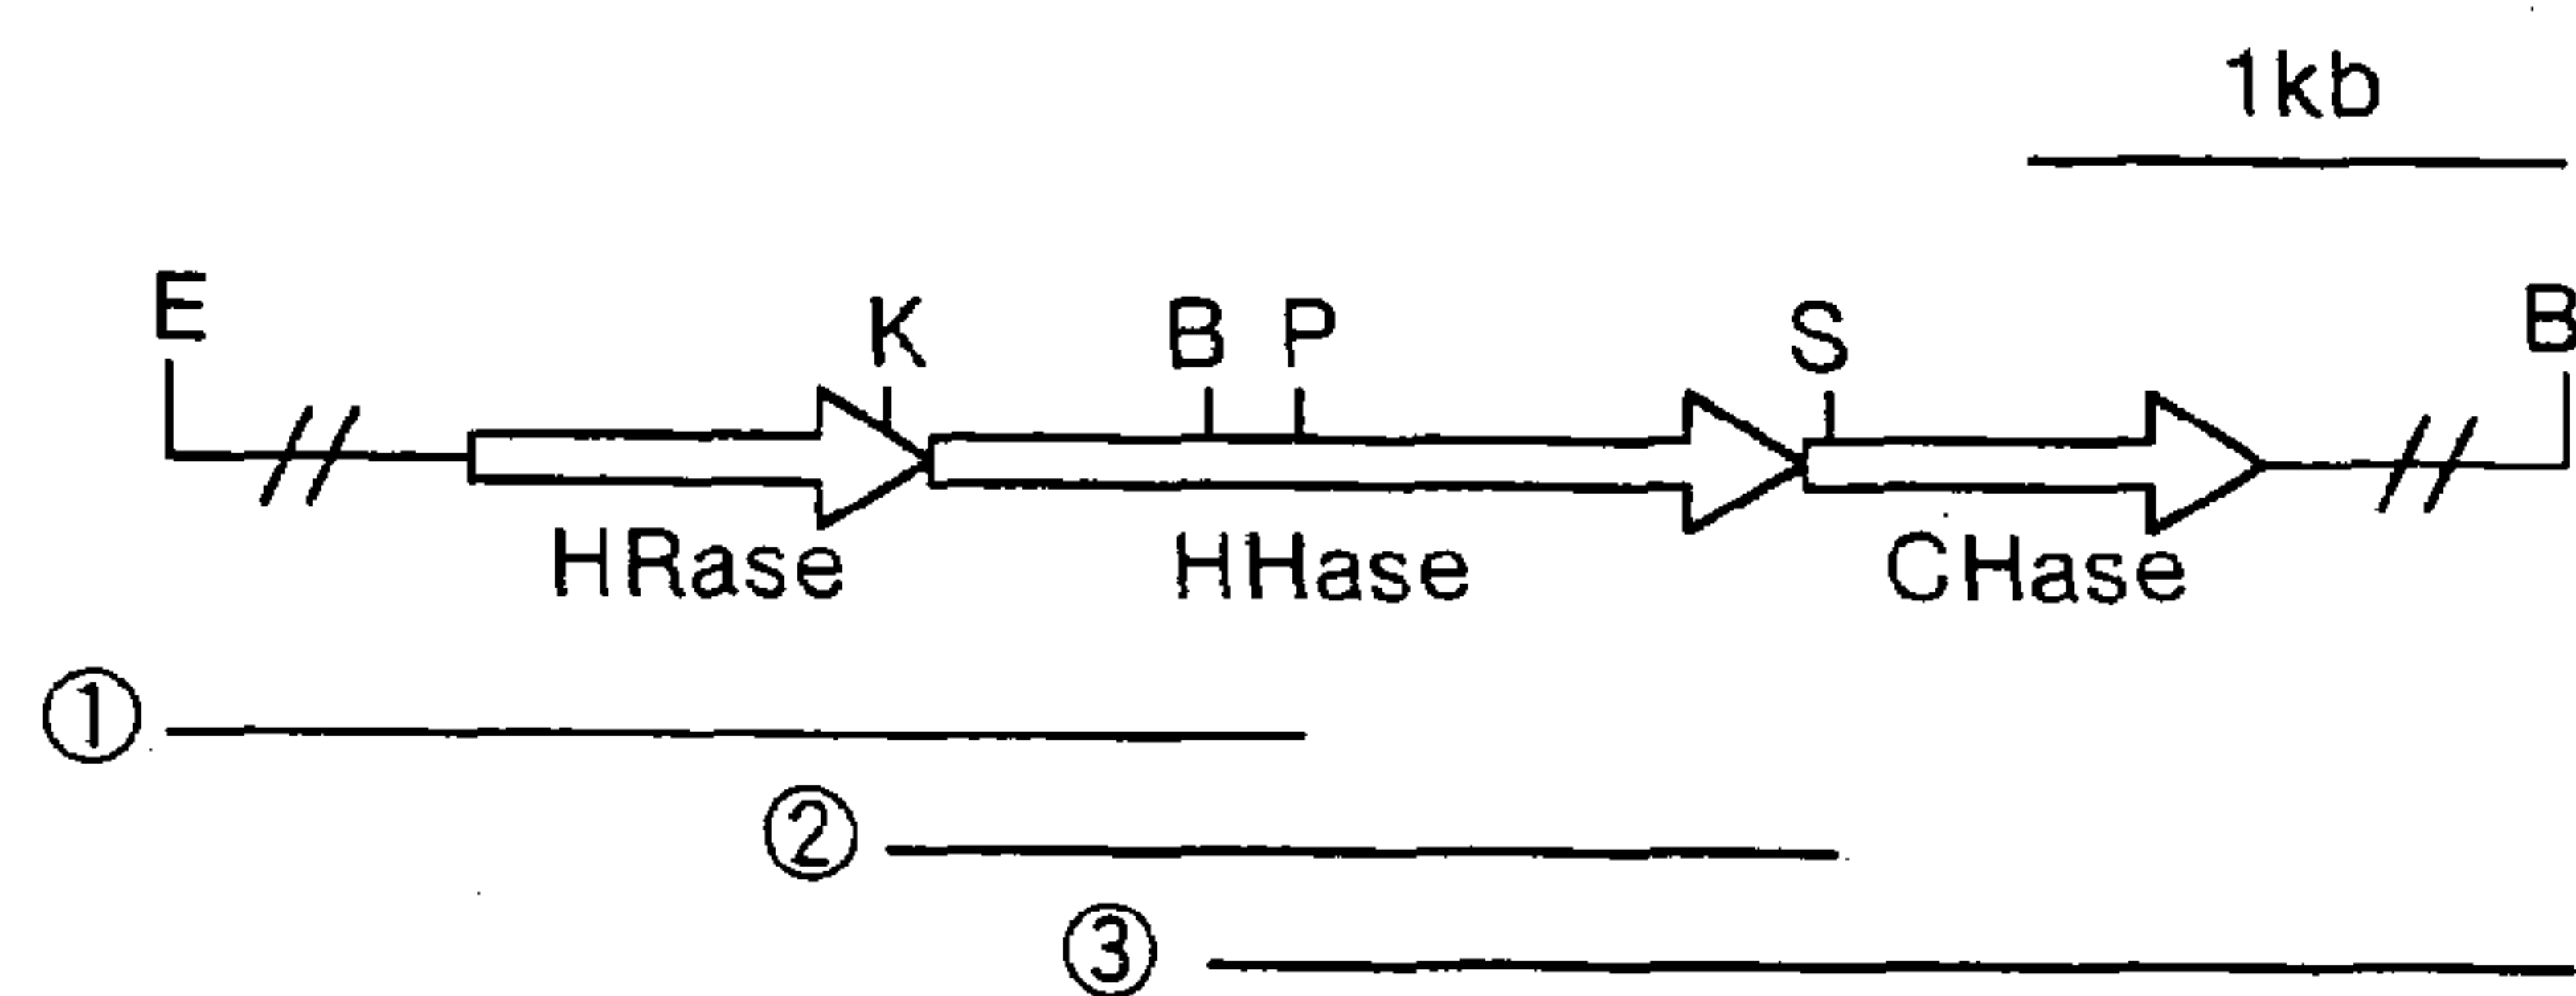 1kb
E K B P S B
HRase HHase CHase
①
②
③